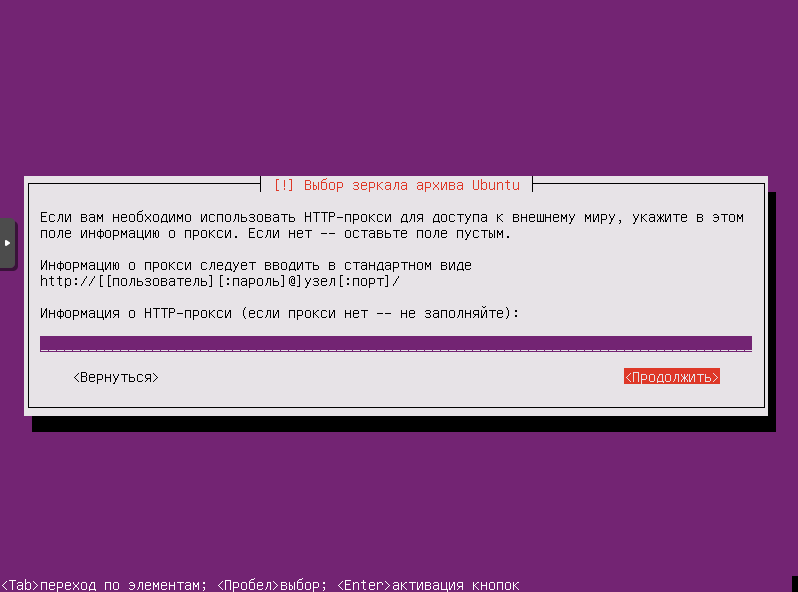 [!] Выбор зеркала архива Ubuntu
Если вам необходимо использовать HTTP-прокси для доступа к внешнему миру, укажите в этом
поле информацию о прокси. Если нет -- оставьте поле пустым.
Информацию о прокси следует вводить в стандартном виде
http://[[пользователь][:пароль]@]узел[:порт]/
Информация о HTTP-прокси (если прокси нет -- не заполняйте):
<Вернуться>
<Продолжить>
<Tab>переход по элементам; <Пробел>выбор; <Enter>активация кнопок